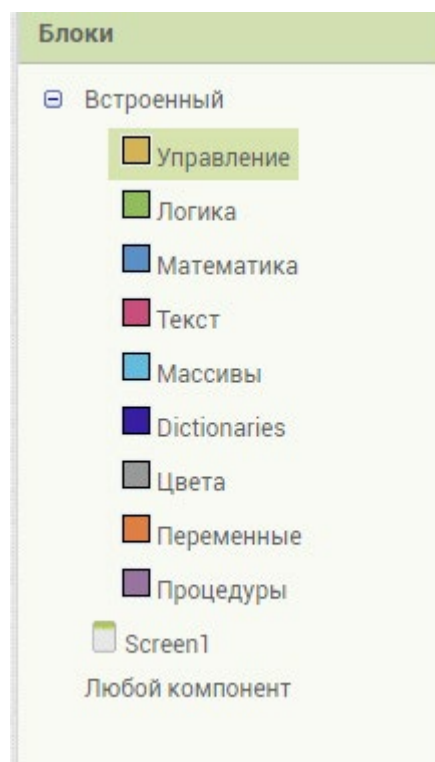 Блоки
Встроенный
Управление
Логика
Математика
Текст
Массивы
Dictionaries
Цвета
Переменные
Процедуры
Screen1
Любой компонент